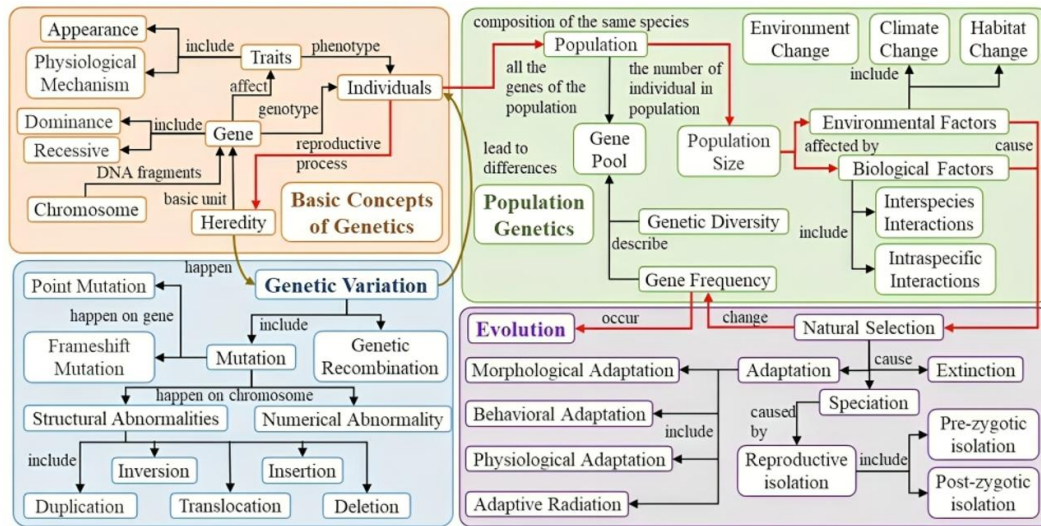 Appearance
include
Traits
phenotype
Physiological
Mechanism
affect
Individuals
genotype
Dominance
include
Gene
Recessive
reproductive
process
DNA fragments
Chromosome
basic unit
Heredity
Basic Concepts
of Genetics
composition of the same species
Population
all the
genes of the
population
the number of
individual in
population
Gene
Pool
Population
Size
lead to
differences
Population
Genetics
Environment
Change
Climate
Change
Habitat
Change
include
Environmental Factors
affected by
cause
Biological Factors
Interspecies
Interactions
include
Intraspecific
Interactions
Genetic Diversity
describe
Gene Frequency
happen
Genetic Variation
Point Mutation
include
happen on gene
Frameshift
Mutation
Mutation
Genetic
Recombination
happen on chromosome
Structural Abnormalities
Numerical Abnormality
include
Inversion
Insertion
Duplication
Translocation
Deletion
Evolution
occur
change
Natural Selection
cause
Morphological Adaptation
Adaptation
Extinction
Speciation
Behavioral Adaptation
include
caused
by
Physiological Adaptation
Reproductive
isolation
include
Pre-zygotic
isolation
Post-zygotic
isolation
Adaptive Radiation